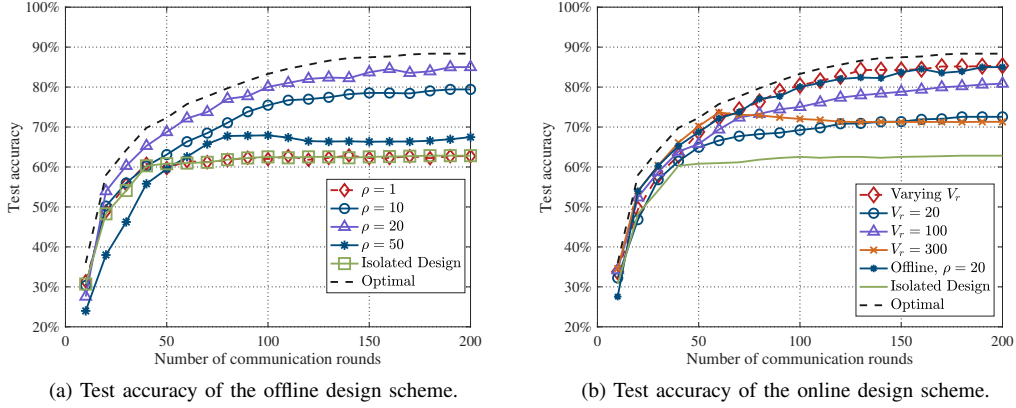 100%
90%
80%
70%
60%
50%
40%
30%
20%
Test accuracy
0
50
100
150
200
Number of communication rounds
ρ = 1
ρ = 10
ρ = 20
ρ = 50
Isolated Design
Optimal
(a) Test accuracy of the offline design scheme.
100%
90%
80%
70%
60%
50%
40%
30%
20%
Test accuracy
0
50
100
150
200
Number of communication rounds
Varying V_r
V_r = 20
V_r = 100
V_r = 300
Offline, ρ = 20
Isolated Design
Optimal
(b) Test accuracy of the online design scheme.